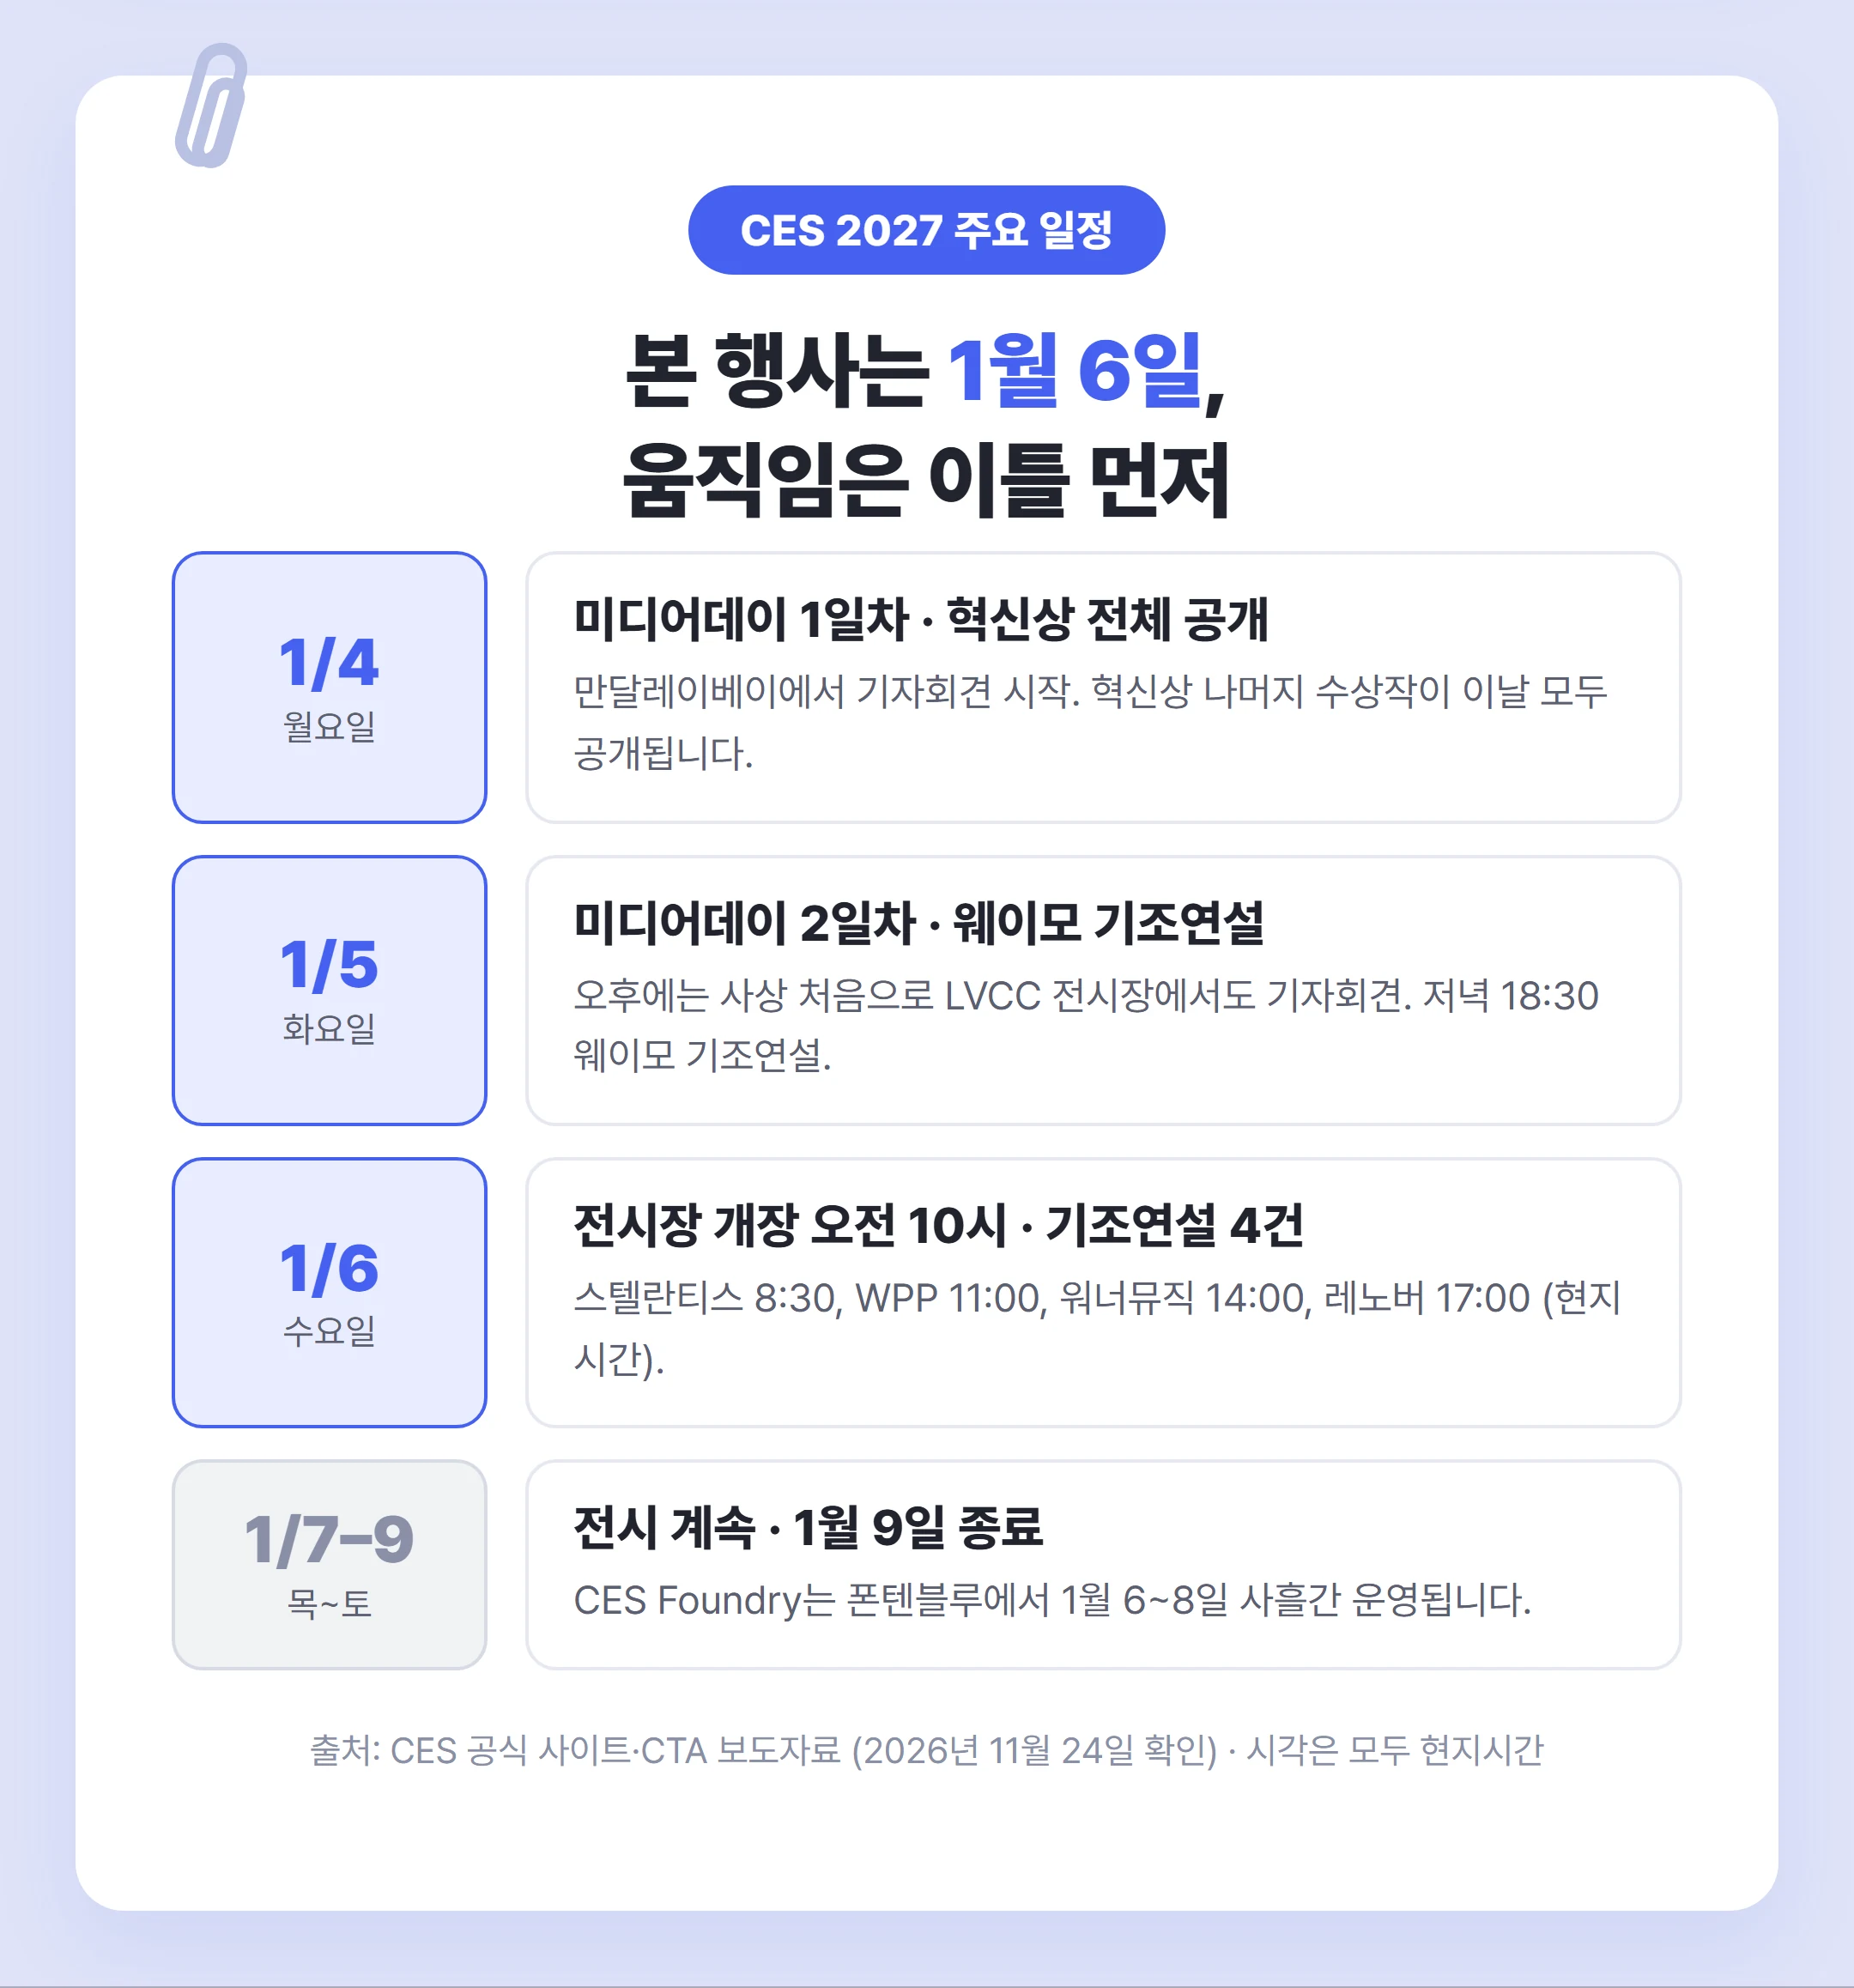 CES 2027 주요 일정
본 행사는 1월 6일,
움직임은 이틀 먼저
1/4
월요일
미디어데이 1일차 · 혁신상 전체 공개
만달레이베이에서 기자회견 시작. 혁신상 나머지 수상작이 이날 모두
공개됩니다.
1/5
화요일
미디어데이 2일차 · 웨이모 기조연설
오후에는 사상 처음으로 LVCC 전시장에서도 기자회견. 저녁 18:30
웨이모 기조연설.
1/6
수요일
전시장 개장 오전 10시 · 기조연설 4건
스텔란티스 8:30, WPP 11:00, 워너뮤직 14:00, 레노버 17:00 (현지
시간).
1/7–9
목~토
전시 계속 · 1월 9일 종료
CES Foundry는 폰텐블루에서 1월 6~8일 사흘간 운영됩니다.
출처: CES 공식 사이트·CTA 보도자료 (2026년 11월 24일 확인) · 시각은 모두 현지시간